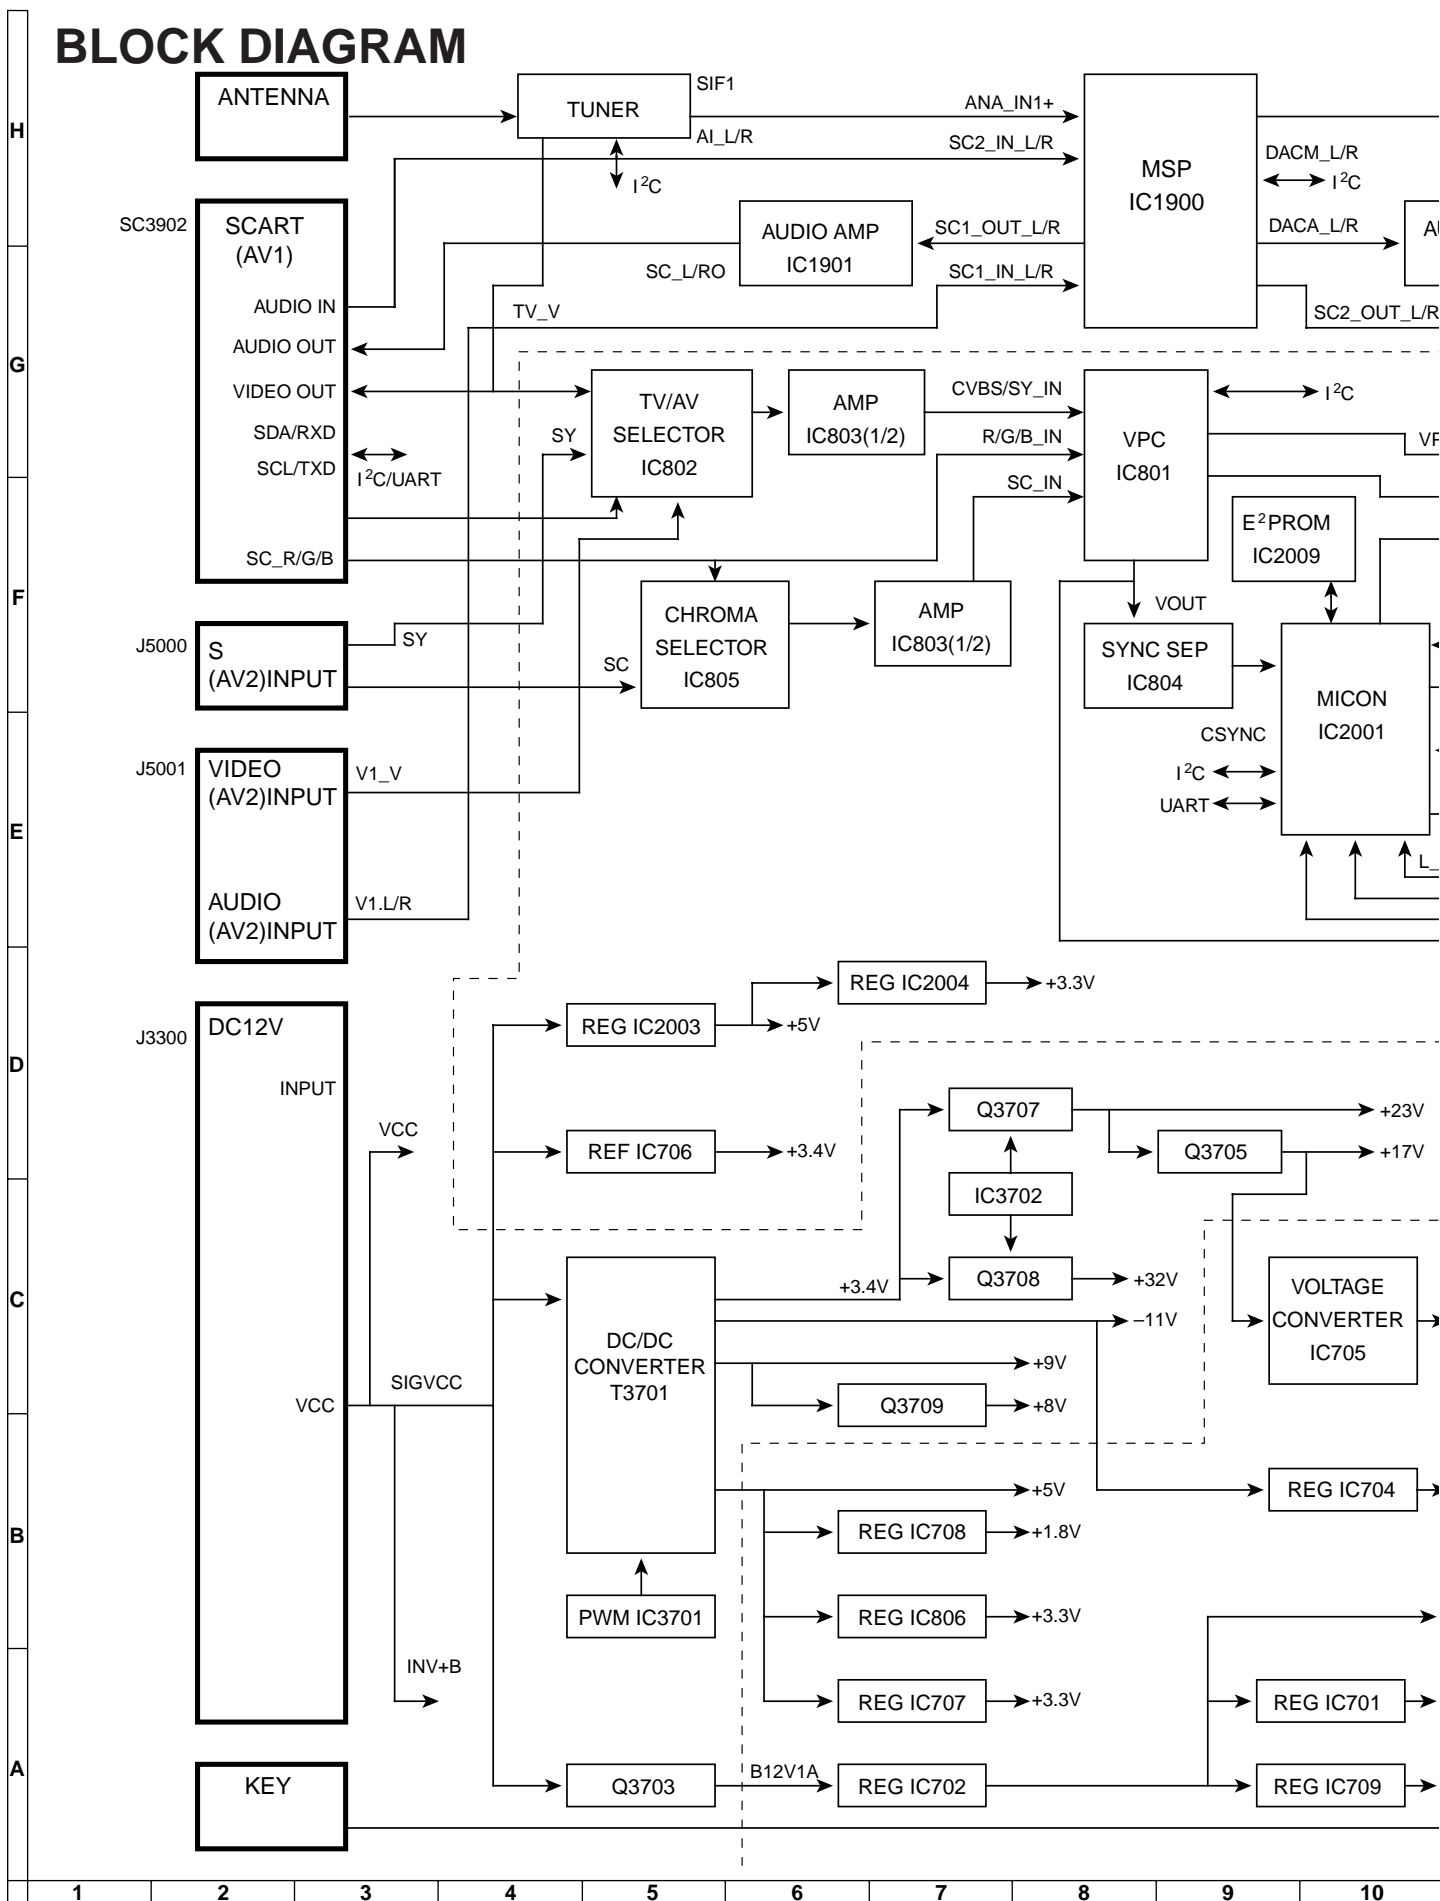 BLOCK DIAGRAM
H
G
F
E
D
C
B
A
ANTENNA
TUNER
SIF1
AI_L/R
I²C
ANA_IN1+
SC2_IN_L/R
MSP
IC1900
DACM_L/R
I²C
DACA_L/R
SC3902
SCART
(AV1)
AUDIO IN
AUDIO OUT
VIDEO OUT
SDA/RXD
SCL/TXD
I²C/UART
SC_R/G/B
AUDIO AMP
IC1901
SC_L/RO
SC1_OUT_L/R
SC1_IN_L/R
SC2_OUT_L/R
TV_V
TV/AV
SELECTOR
IC802
SY
AMP
IC803(1/2)
CVBS/SY_IN
R/G/B_IN
SC_IN
VPC
IC801
I²C
E²PROM
IC2009
J5000
S
(AV2)INPUT
SY
SC
CHROMA
SELECTOR
IC805
AMP
IC803(1/2)
VOUT
SYNC SEP
IC804
MICON
IC2001
CSYNC
I²C
UART
J5001
VIDEO
(AV2)INPUT
V1_V
AUDIO
(AV2)INPUT
V1.L/R
J3300
DC12V
INPUT
VCC
VCC
SIGVCC
INV+B
REG IC2003
+5V
REG IC2004
+3.3V
REF IC706
+3.4V
Q3707
+23V
Q3705
+17V
IC3702
Q3708
+32V
+3.4V
–11V
DC/DC
CONVERTER
T3701
+9V
Q3709
+8V
VOLTAGE
CONVERTER
IC705
+5V
REG IC704
REG IC708
+1.8V
PWM IC3701
REG IC806
+3.3V
REG IC707
+3.3V
REG IC701
KEY
Q3703
B12V1A
REG IC702
REG IC709
1 2 3 4 5 6 7 8 9 10